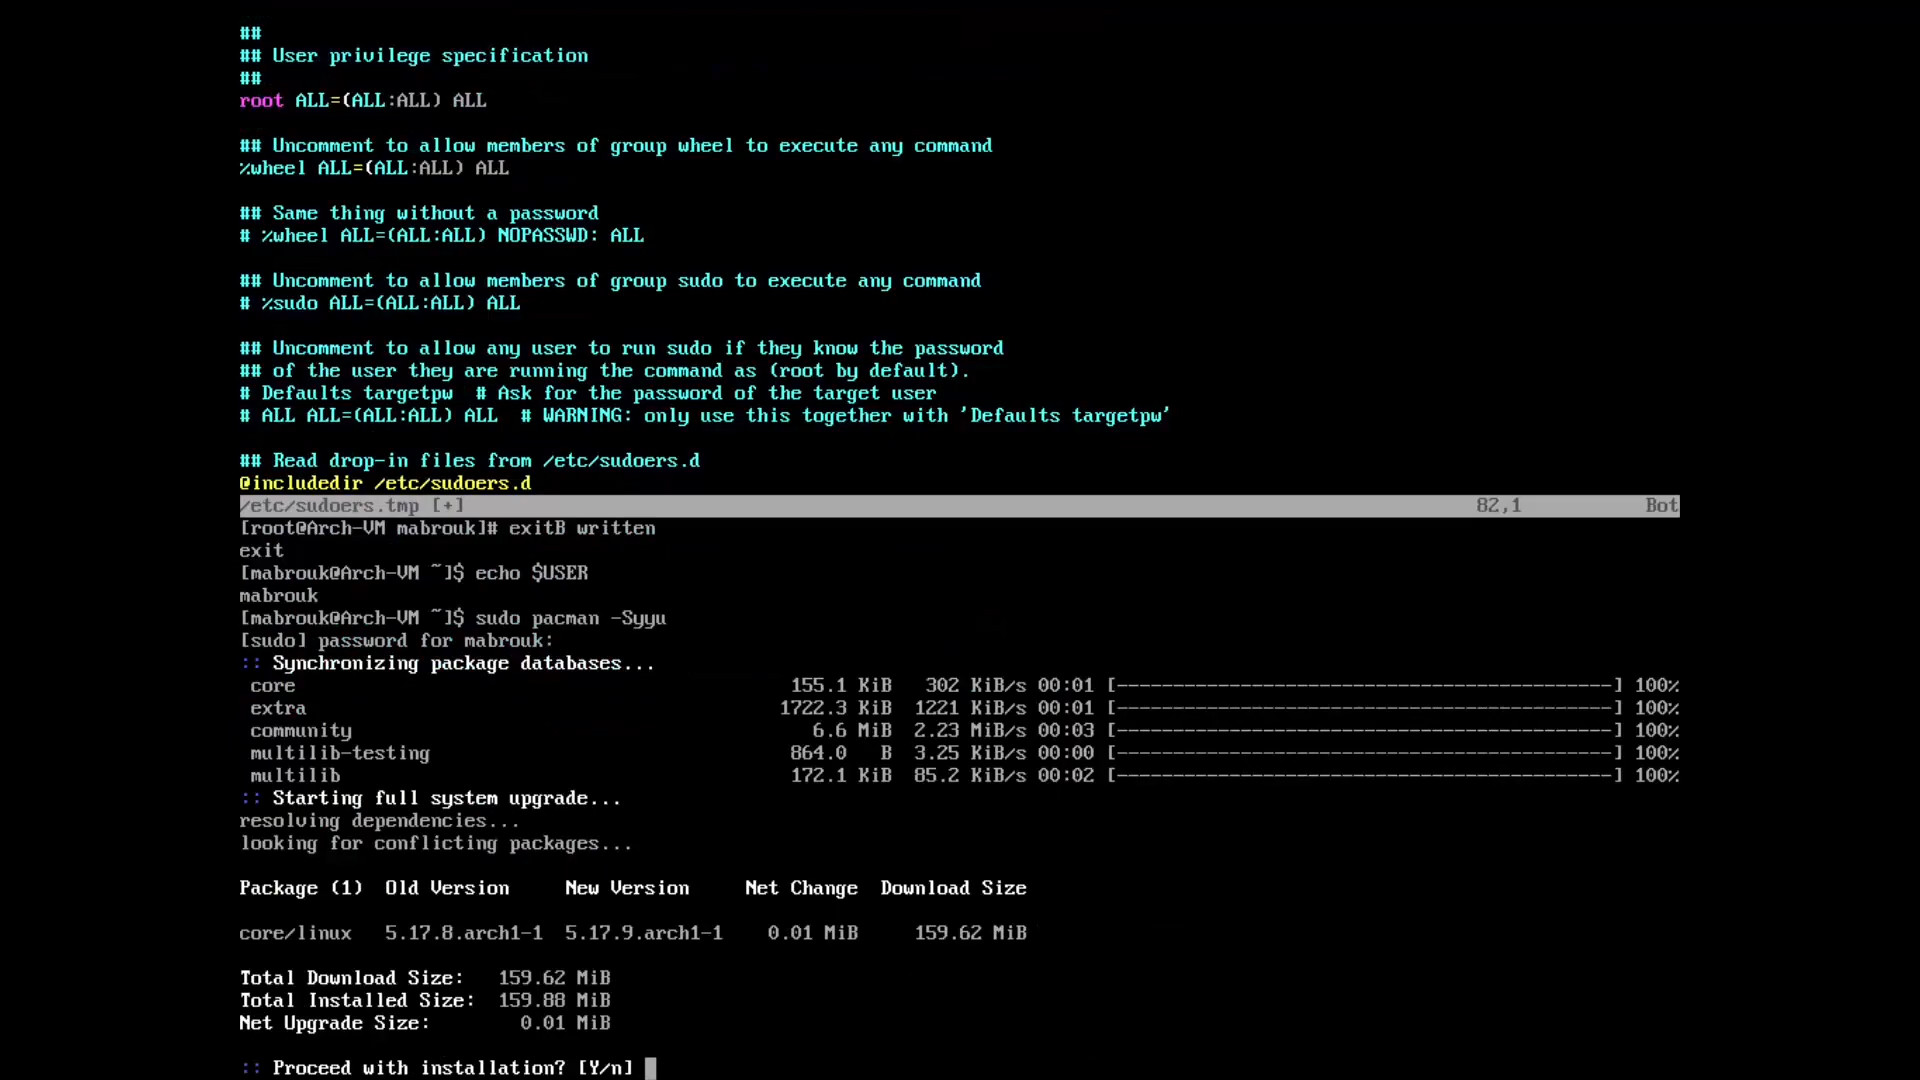 ##
## User privilege specification
##
root ALL=(ALL:ALL) ALL
## Uncomment to allow members of group wheel to execute any command
%wheel ALL=(ALL:ALL) ALL
## Same thing without a password
# %wheel ALL=(ALL:ALL) NOPASSWD: ALL
## Uncomment to allow members of group sudo to execute any command
# %sudo ALL=(ALL:ALL) ALL
## Uncomment to allow any user to run sudo if they know the password
## of the user they are running the command as (root by default).
# Defaults targetpw  # Ask for the password of the target user
# ALL ALL=(ALL:ALL) ALL  # WARNING: only use this together with 'Defaults targetpw'
## Read drop-in files from /etc/sudoers.d
@includedir /etc/sudoers.d
/etc/sudoers.tmp [+] 82,1 Bot
[root@Arch-VM mabrouk]# exitB written
exit
[mabrouk@Arch-VM ~]$ echo $USER
mabrouk
[mabrouk@Arch-VM ~]$ sudo pacman -Syyu
[sudo] password for mabrouk:
:: Synchronizing package databases...
core 155.1 KiB 302 KiB/s 00:01 [--------------------------------------------] 100%
extra 1722.3 KiB 1221 KiB/s 00:01 [--------------------------------------------] 100%
community 6.6 MiB 2.23 MiB/s 00:03 [--------------------------------------------] 100%
multilib-testing 864.0 B 3.25 KiB/s 00:00 [--------------------------------------------] 100%
multilib 172.1 KiB 85.2 KiB/s 00:02 [--------------------------------------------] 100%
:: Starting full system upgrade...
resolving dependencies...
looking for conflicting packages...
Package (1) Old Version New Version Net Change Download Size
core/linux 5.17.8.arch1-1 5.17.9.arch1-1 0.01 MiB 159.62 MiB
Total Download Size: 159.62 MiB
Total Installed Size: 159.88 MiB
Net Upgrade Size: 0.01 MiB
:: Proceed with installation? [Y/n]